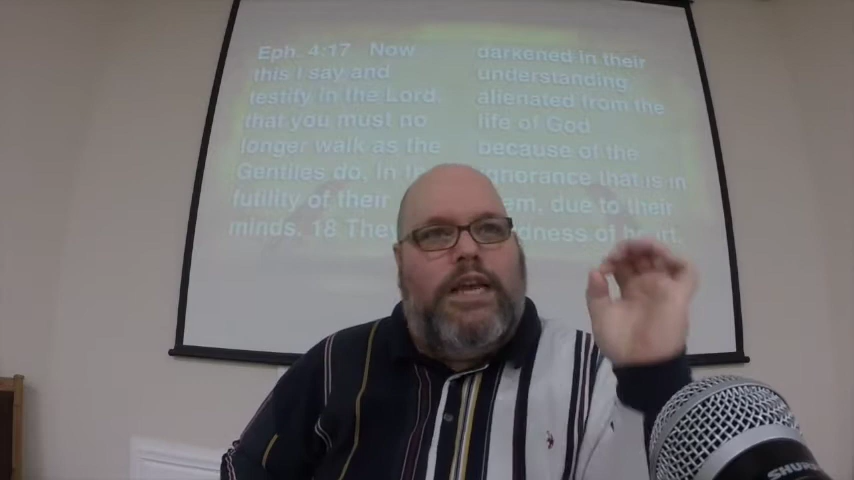 Eph. 4:17 Now
this I say and
testify in the Lord,
that you must no
longer walk as the
Gentiles do, in
futility of their
minds. 18 They
darkened in their
understanding,
alienated from the
life of God
because of the
ignorance that is in
due to their
of
SHURE